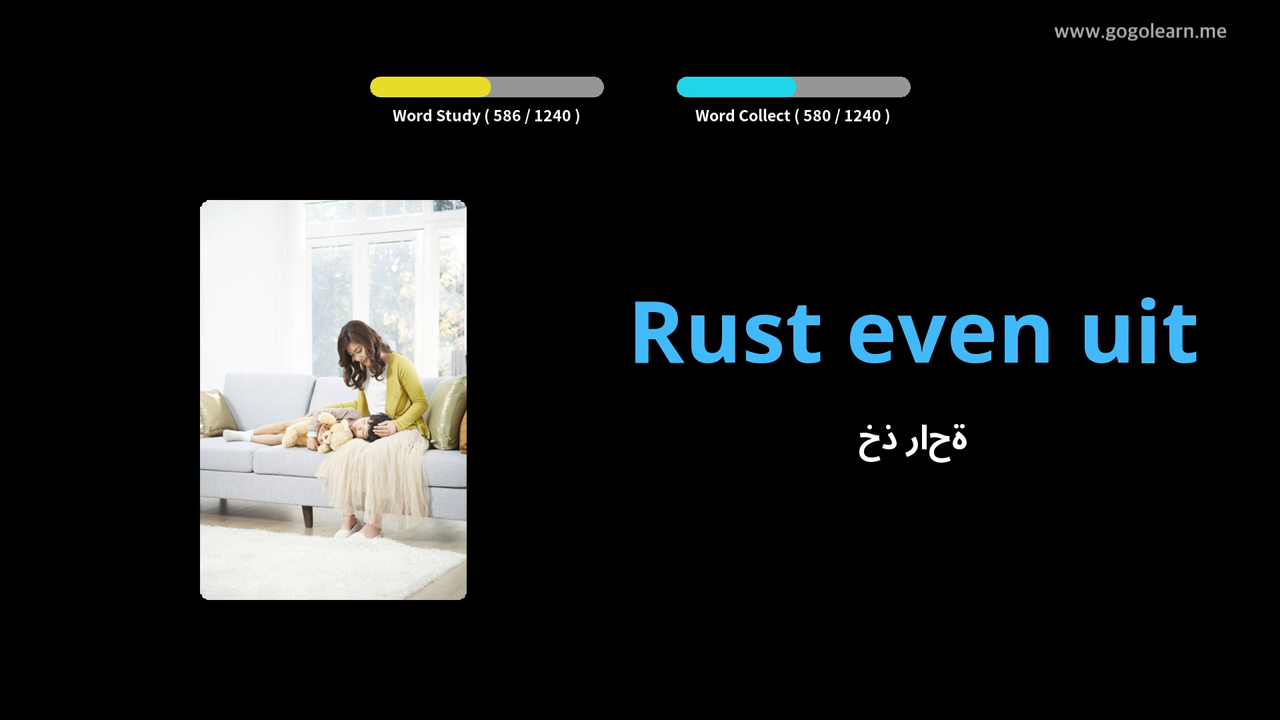 www.gogolearn.me
Word Study ( 586 / 1240 )
Word Collect ( 580 / 1240 )
Rust even uit
خذ راحة